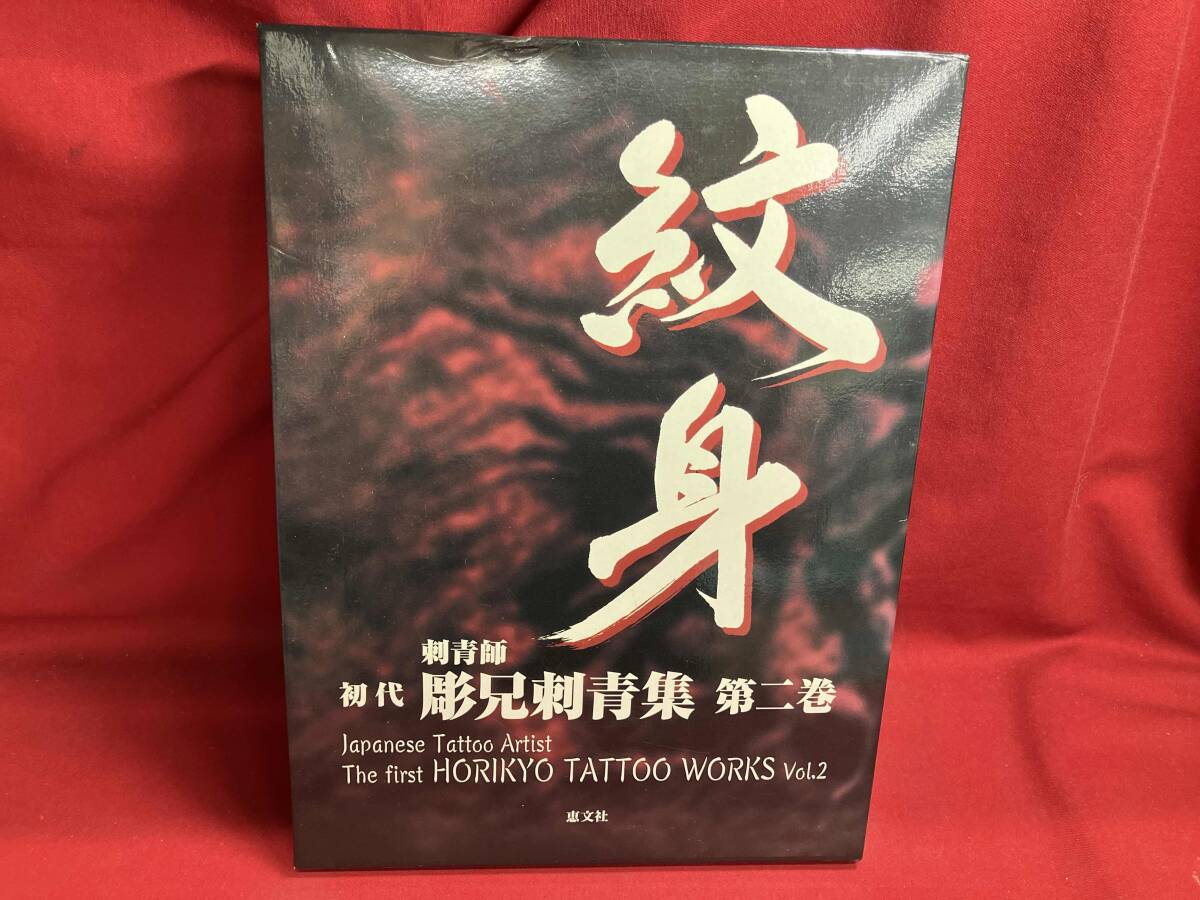 紋身
刺青師
初代 彫兄刺青集 第二巻
Japanese Tattoo Artist
The first HORIKYO TATTOO WORKS Vol.2
恵文社